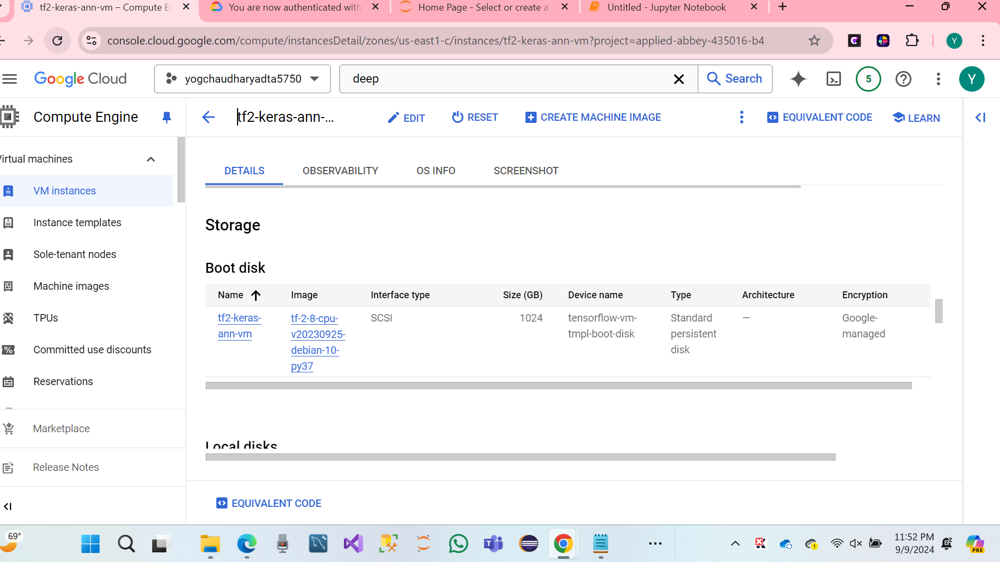 tf2-keras-ann-vm – Compute Er
You are now authenticated with
Home Page - Select or create a
Untitled - Jupyter Notebook
console.cloud.google.com/compute/instancesDetail/zones/us-east1-c/instances/tf2-keras-ann-vm?project=applied-abbey-435016-b4
Y
Google Cloud
yogchaudharyadta5750
deep
Search
5
Y
Compute Engine
tf2-keras-ann-...
EDIT
RESET
CREATE MACHINE IMAGE
EQUIVALENT CODE
LEARN
Virtual machines
VM instances
Instance templates
Sole-tenant nodes
Machine images
TPUs
Committed use discounts
Reservations
Marketplace
Release Notes
DETAILS
OBSERVABILITY
OS INFO
SCREENSHOT
Storage
Boot disk
Name
Image
Interface type
Size (GB)
Device name
Type
Architecture
Encryption
tf2-keras-
ann-vm
tf-2-8-cpu-
v20230925-
debian-10-
py37
SCSI
1024
tensorflow-vm-
tmpl-boot-disk
Standard
persistent
disk
—
Google-
managed
Local disks
EQUIVALENT CODE
69°
11:52 PM
9/9/2024
PRE